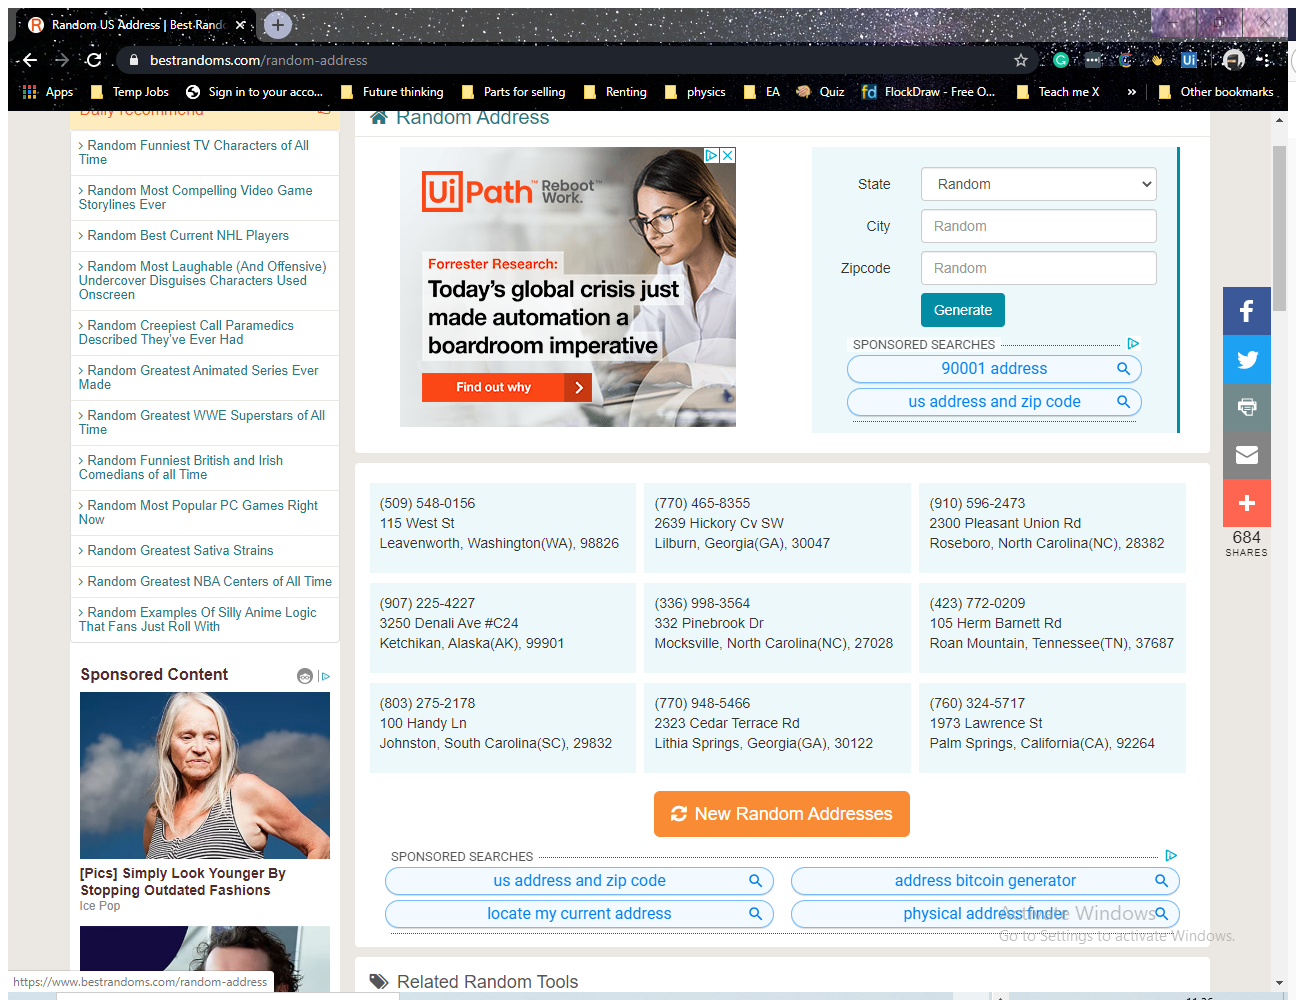 Random US Address | Best Rand
bestrandoms.com/random-address
Apps
Temp Jobs
Sign in to your acco...
Future thinking
Parts for selling
Renting
physics
EA
Quiz
FlockDraw - Free O...
Teach me X
»
Other bookmarks
Daily recommend
> Random Funniest TV Characters of All
Time
> Random Most Compelling Video Game
Storylines Ever
> Random Best Current NHL Players
> Random Most Laughable (And Offensive)
Undercover Disguises Characters Used
Onscreen
> Random Creepiest Call Paramedics
Described They've Ever Had
> Random Greatest Animated Series Ever
Made
> Random Greatest WWE Superstars of All
Time
> Random Funniest British and Irish
Comedians of all Time
> Random Most Popular PC Games Right
Now
> Random Greatest Sativa Strains
> Random Greatest NBA Centers of All Time
> Random Examples Of Silly Anime Logic
That Fans Just Roll With
Sponsored Content
[Pics] Simply Look Younger By
Stopping Outdated Fashions
Ice Pop
https://www.bestrandoms.com/random-address
Random Address
UiPath™ Reboot
Work.™
Forrester Research:
Today's global crisis just
made automation a
boardroom imperative
Find out why
State
Random
City
Random
Zipcode
Random
Generate
SPONSORED SEARCHES
90001 address
us address and zip code
684
SHARES
(509) 548-0156
115 West St
Leavenworth, Washington(WA), 98826
(770) 465-8355
2639 Hickory Cv SW
Lilburn, Georgia(GA), 30047
(910) 596-2473
2300 Pleasant Union Rd
Roseboro, North Carolina(NC), 28382
(907) 225-4227
3250 Denali Ave #C24
Ketchikan, Alaska(AK), 99901
(336) 998-3564
332 Pinebrook Dr
Mocksville, North Carolina(NC), 27028
(423) 772-0209
105 Herm Barnett Rd
Roan Mountain, Tennessee(TN), 37687
(803) 275-2178
100 Handy Ln
Johnston, South Carolina(SC), 29832
(770) 948-5466
2323 Cedar Terrace Rd
Lithia Springs, Georgia(GA), 30122
(760) 324-5717
1973 Lawrence St
Palm Springs, California(CA), 92264
New Random Addresses
SPONSORED SEARCHES
us address and zip code
address bitcoin generator
locate my current address
physical address finder
Activate Windows
Go to Settings to activate Windows.
Related Random Tools